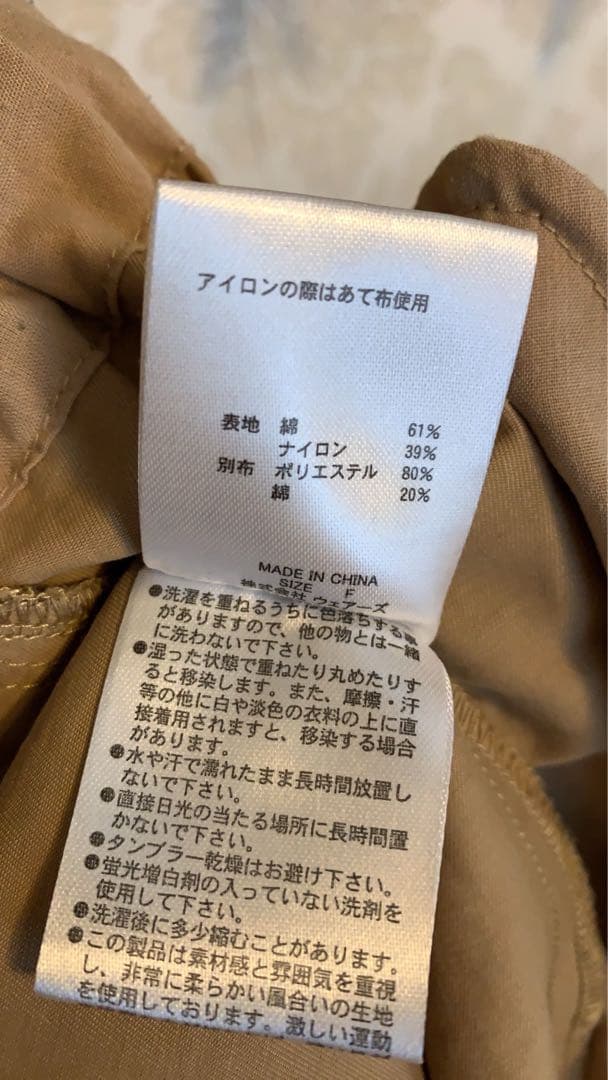 アイロンの際はあて布使用
表地 綿 61%
ナイロン 39%
別布 ポリエステル 80%
綿 20%
MADE IN CHINA
SIZE F
株式会社 ウェアーズ
●洗濯を重ねるうちに色落ちする
がありますので、他の物とは一緒
に洗わないで下さい。
●湿った状態で重ねたり丸めたりす
ると移染します。また、摩擦・汗
等の他に白や淡色の衣料の上に直
接着用されますと、移染する場合
があります。
●水や汗で濡れたまま長時間放置し
ないで下さい。
●直接日光の当たる場所に長時間置
かないで下さい。
●タンブラー乾燥はお避け下さい。
●蛍光増白剤の入っていない洗剤を
使用して下さい。
●洗濯後に多少縮むことがあります。
●この製品は素材感と雰囲気を重視
し、非常に柔らかい風合いの生地
を使用しております。激しい運動